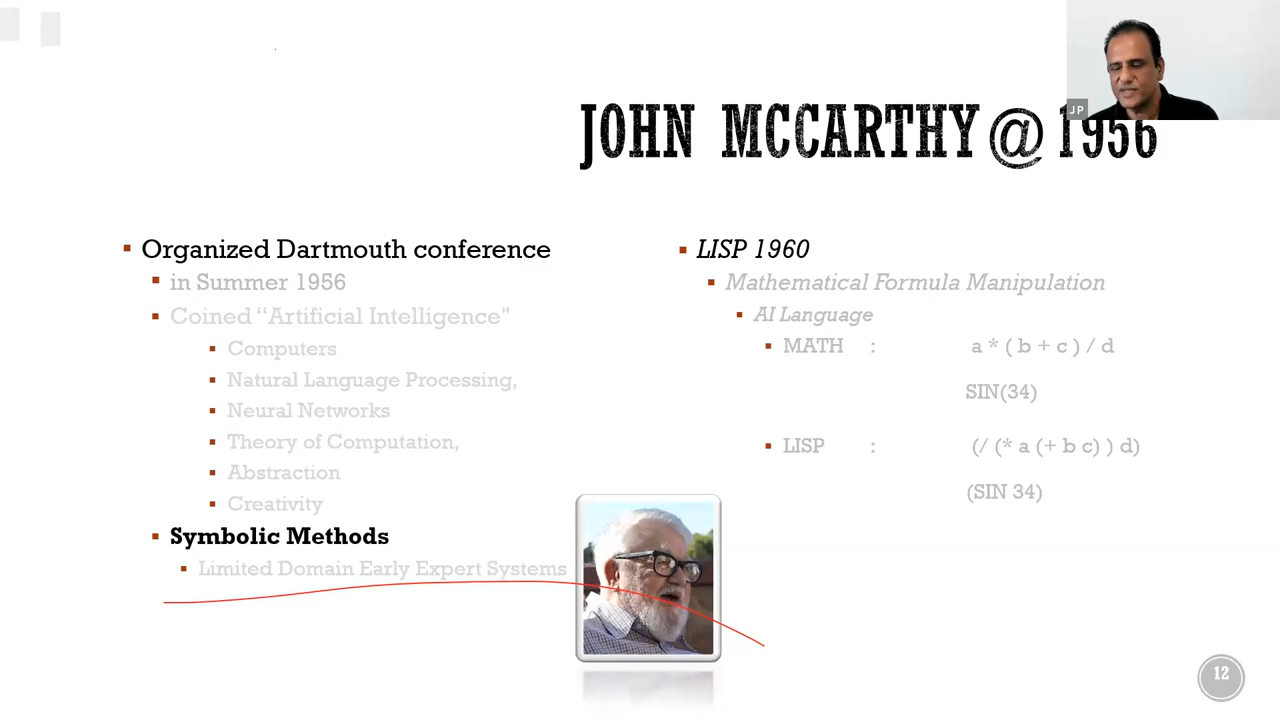 JP
JOHN MCCARTHY@1956
Organized Dartmouth conference
in Summer 1956
Coined “Artificial Intelligence"
Computers
Natural Language Processing,
Neural Networks
Theory of Computation,
Abstraction
Creativity
Symbolic Methods
Limited Domain Early Expert Systems
LISP 1960
Mathematical Formula Manipulation
AI Language
MATH : a * ( b + c ) / d
SIN(34)
LISP : (/ (* a (+ b c) ) d)
(SIN 34)
12